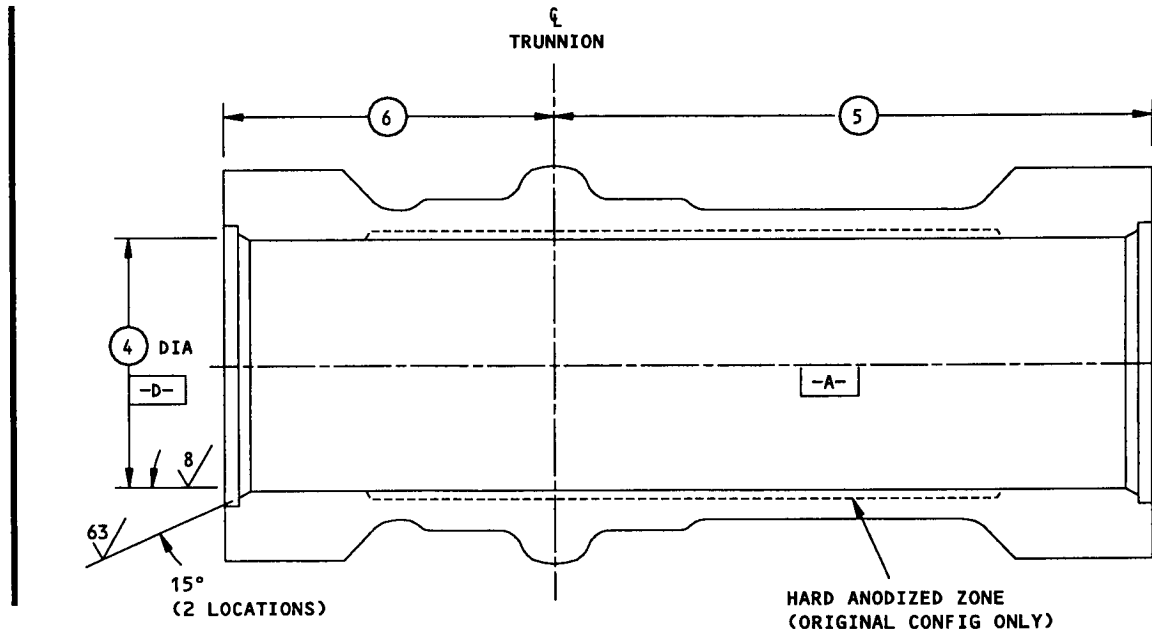 ℄
TRUNNION
6
5
4 DIA
-D-
-A-
8
63
15°
(2 LOCATIONS)
HARD ANODIZED ZONE
(ORIGINAL CONFIG ONLY)